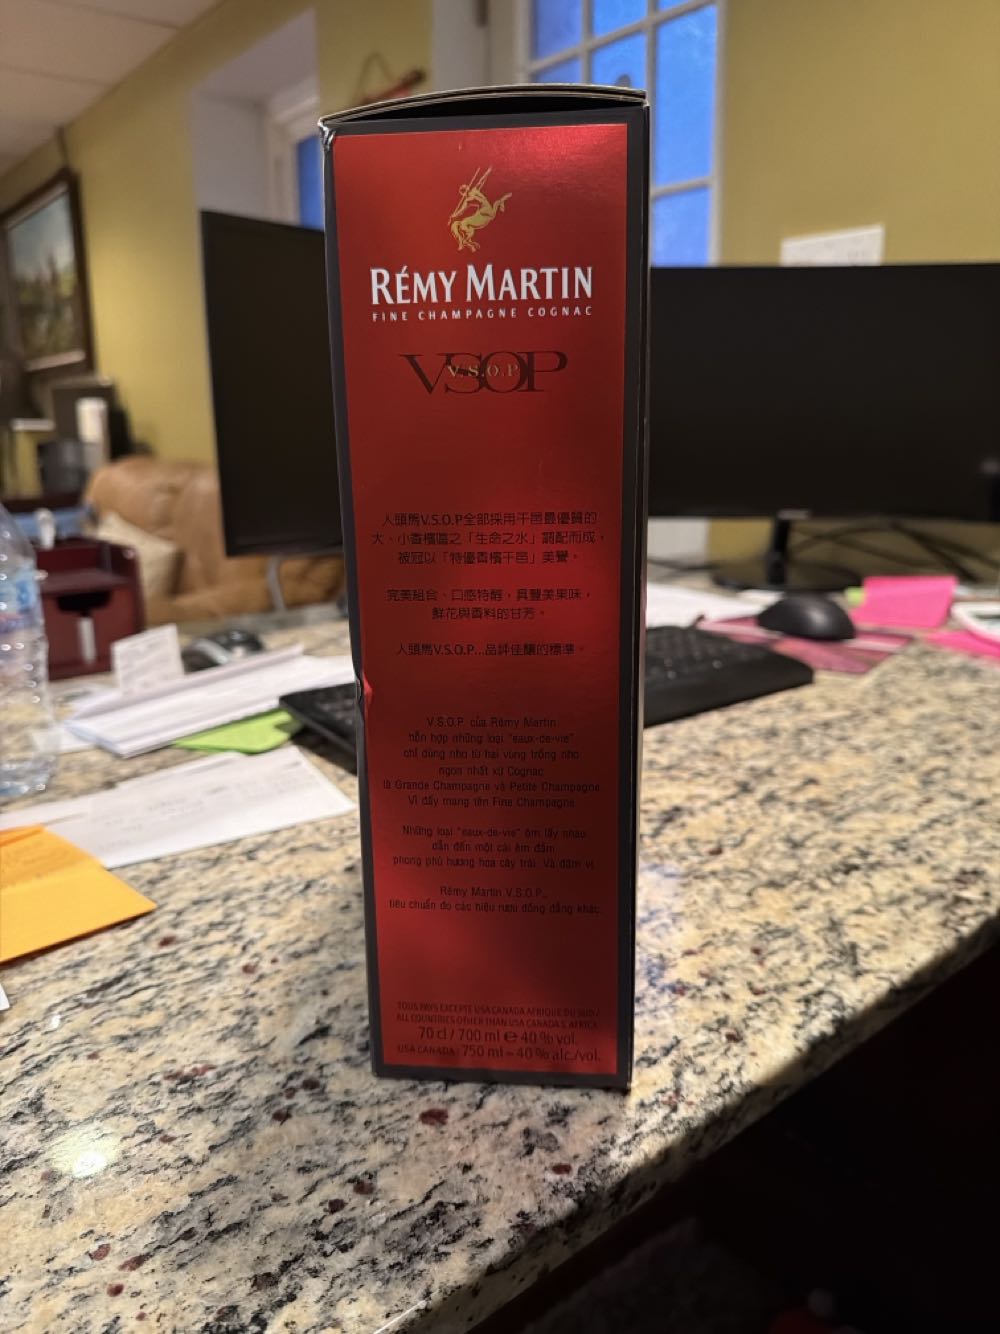 RÉMY MARTIN
FINE CHAMPAGNE COGNAC
VSOP
V.S.O.P
人頭馬V.S.O.P全部採用干邑最優質的
大、小香檳區之「生命之水」調配而成，
被冠以「特優香檳干邑」美譽。
完美組合、口感特醇，具豐美果味，
鮮花與香料的甘芳。
人頭馬V.S.O.P...品評佳釀的標準。
V.S.O.P của Rémy Martin
hỗn hợp những loại "eaux-de-vie"
chỉ dùng nho từ hai vùng trồng nho
ngon nhất xứ Cognac
là Grande Champagne và Petite Champagne
Vì đấy mang tên Fine Champagne
Những loại "eaux-de-vie" ôm lấy nhau
dẫn đến một cái êm đầm
phong phú hương hoa cây trái. Và đậm vị
Rémy Martin V.S.O.P...
tiêu chuẩn đo các hiệu rượu đồng đẳng khác.
TOUS PAYS EXCEPTE USA CANADA AFRIQUE DU SUD /
ALL COUNTRIES OTHER THAN USA CANADA S. AFRICA
70 cl / 700 ml e 40 % vol.
USA CANADA : 750 ml - 40 % alc./vol.